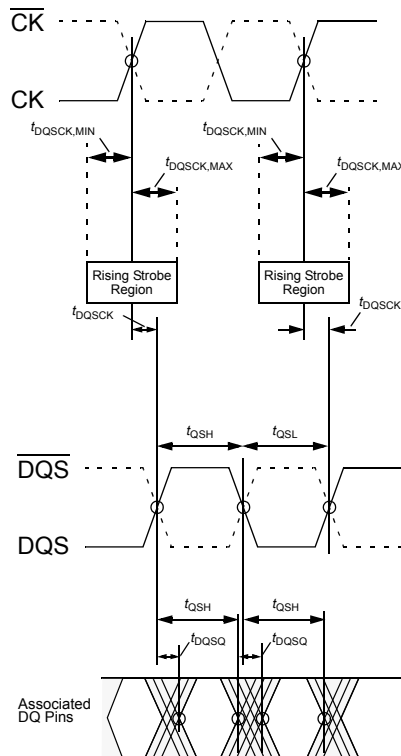 CK
CK
tDQSCK,MIN
tDQSCK,MIN
tDQSCK,MAX
tDQSCK,MAX
Rising Strobe
Region
Rising Strobe
Region
tDQSCK
tDQSCK
tQSH
tQSL
DQS
DQS
tQSH
tQSH
tDQSQ
tDQSQ
Associated
DQ Pins